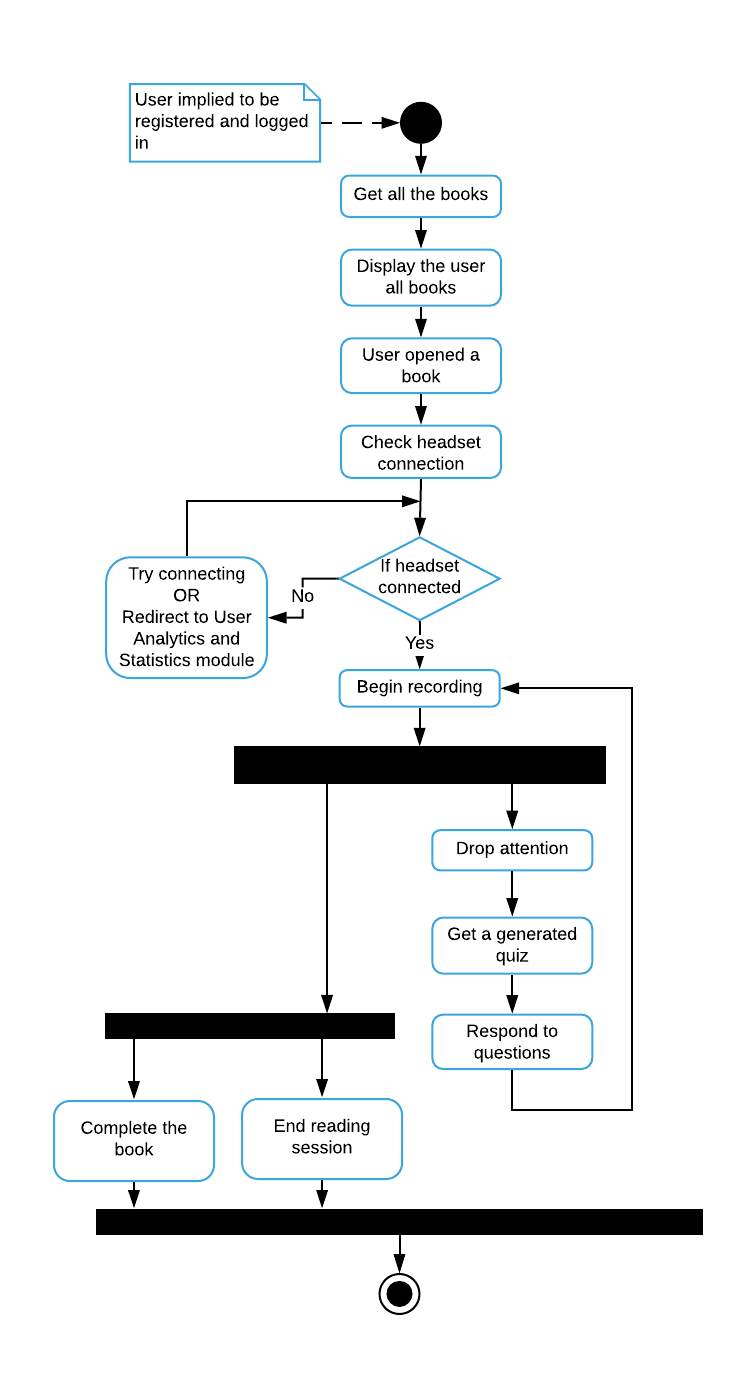 User implied to be
registered and logged
in
Get all the books
Display the user
all books
User opened a
book
Check headset
connection
If headset
connected
Try connecting
OR
Redirect to User
Analytics and
Statistics module
No
Yes
Begin recording
Drop attention
Get a generated
quiz
Respond to
questions
Complete the
book
End reading
session